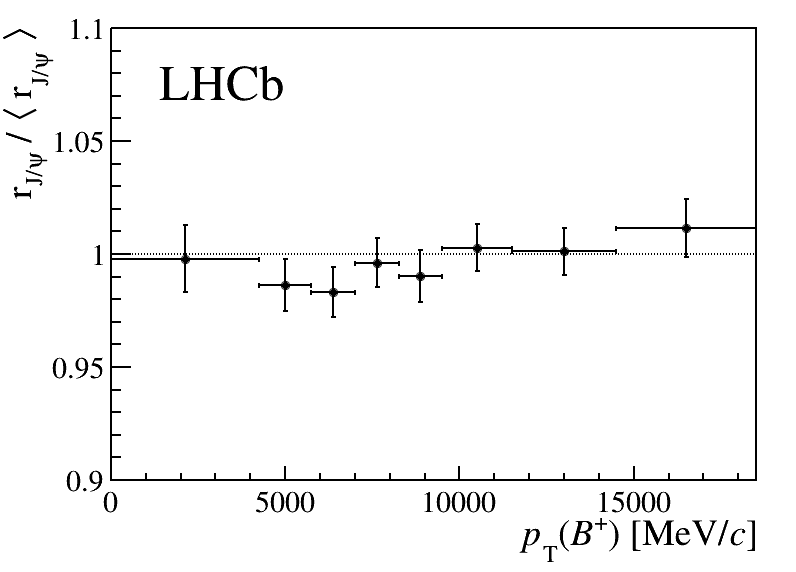 r_J/ψ / ⟨ r_J/ψ ⟩
LHCb
1.1
1.05
1
0.95
0.9
0 5000 10000 15000
p_T(B⁺) [MeV/c]